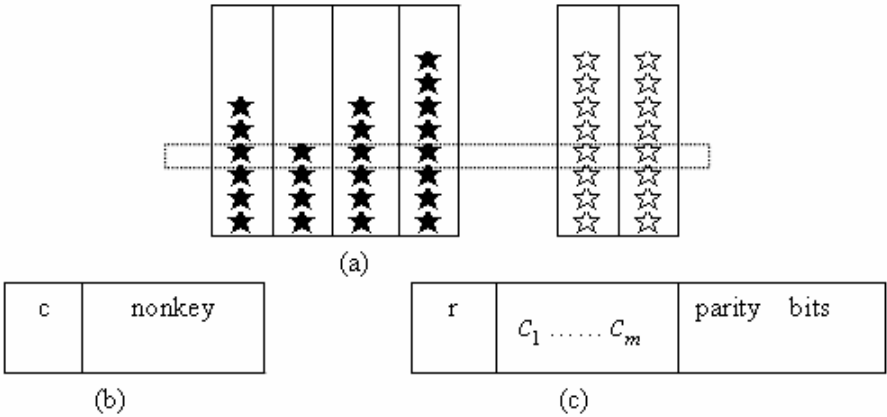 (a)
c nonkey
r C1 ...... Cm parity bits
(b) (c)